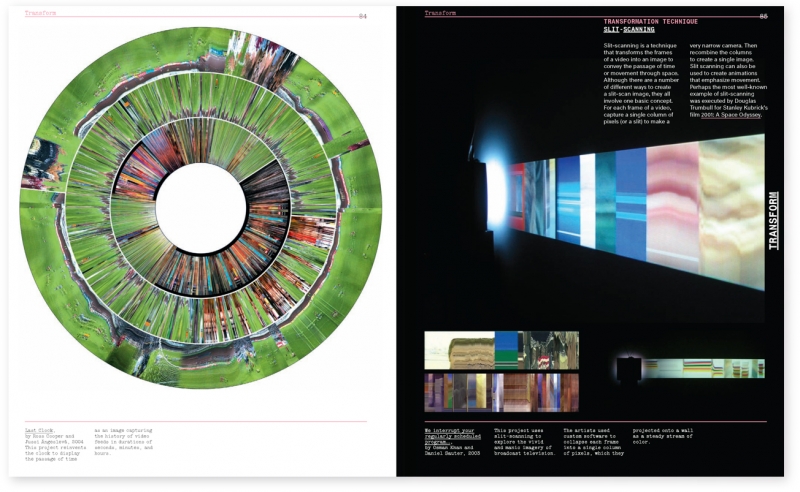 Transform
84
Last Clock,
by Ross Cooper and
Jussi Ängeslevä, 2004
This project reinvents
the clock to display
the passage of time
as an image capturing
the history of video
feeds in durations of
seconds, minutes, and
hours.
Transform
85
TRANSFORMATION TECHNIQUE
SLIT-SCANNING
Slit-scanning is a technique
that transforms the frames
of a video into an image to
convey the passage of time
or movement through space.
Although there are a number
of different ways to create
a slit-scan image, they all
involve one basic concept.
For each frame of a video,
capture a single column of
pixels (or a slit) to make a
very narrow camera. Then
recombine the columns
to create a single image.
Slit scanning can also be
used to create animations
that emphasize movement.
Perhaps the most well-known
example of slit-scanning
was executed by Douglas
Trumbull for Stanley Kubrick's
film 2001: A Space Odyssey.
TRANSFORM
We interrupt your
regularly scheduled
program...,
by Osman Khan and
Daniel Sauter, 2003
This project uses
slit-scanning to
explore the vivid
and manic imagery of
broadcast television.
The artists used
custom software to
collapse each frame
into a single column
of pixels, which they
projected onto a wall
as a steady stream of
color.